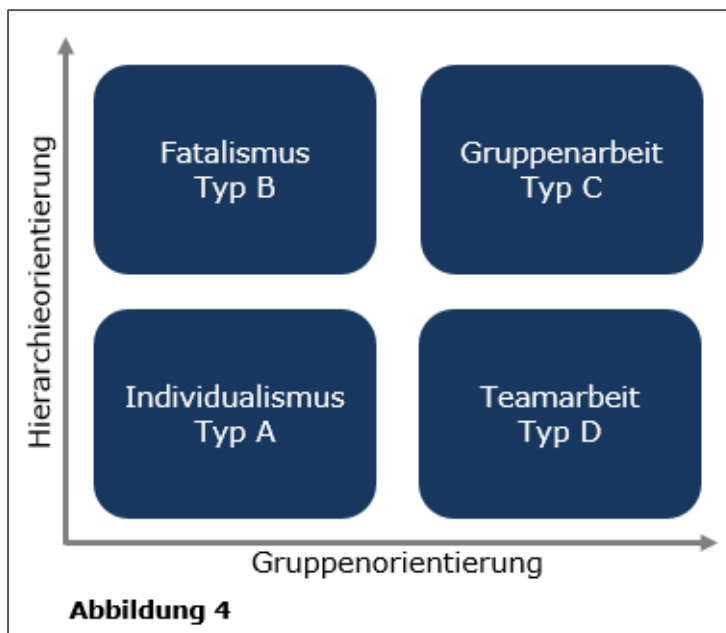 Hierarchieorientierung
Fatalismus
Typ B
Gruppenarbeit
Typ C
Individualismus
Typ A
Teamarbeit
Typ D
Gruppenorientierung
Abbildung 4